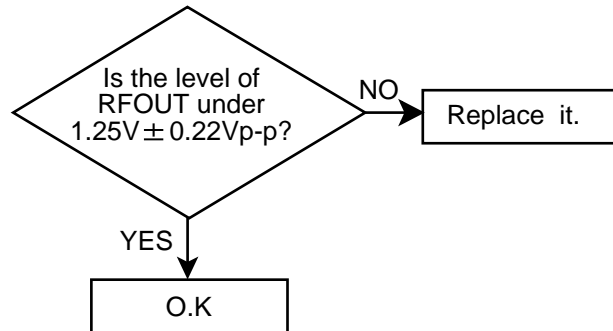 Is the level of
RFOUT under
1.25V±0.22Vp-p?
NO
Replace it.
YES
O.K